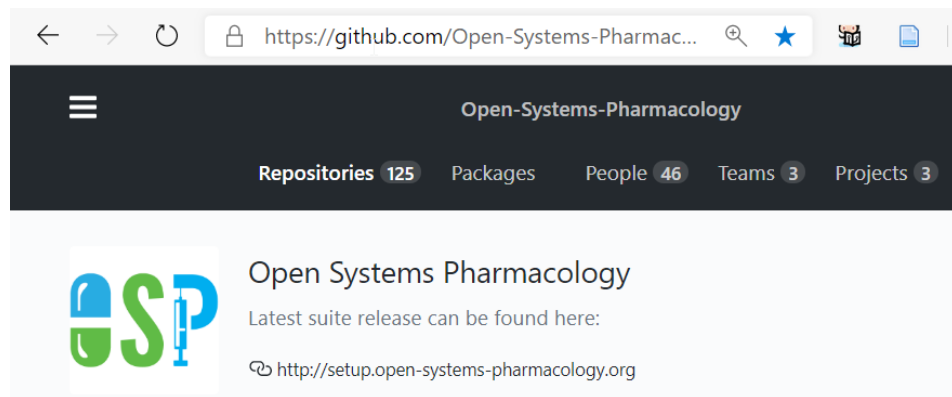 https://github.com/Open-Systems-Pharmac...
Open-Systems-Pharmacology
Repositories 125 Packages People 46 Teams 3 Projects 3
OSP
Open Systems Pharmacology
Latest suite release can be found here:
http://setup.open-systems-pharmacology.org